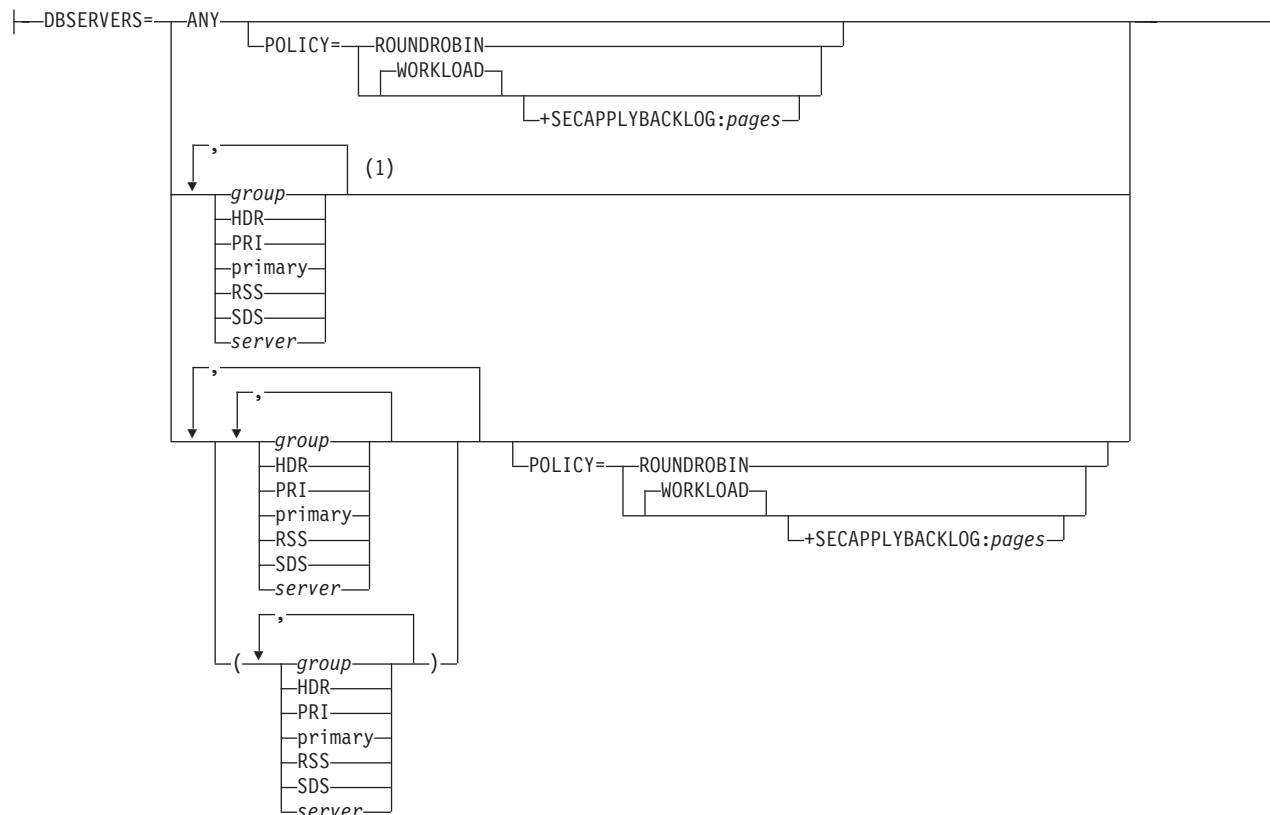 DBSERVERS= ANY
POLICY= ROUNDROBIN
WORKLOAD
+SECAPPLYBACKLOG:pages
,
(1)
group
HDR
PRI
primary
RSS
SDS
server
,
,
group
HDR
PRI
primary
RSS
SDS
server
POLICY= ROUNDROBIN
WORKLOAD
+SECAPPLYBACKLOG:pages
,
( group )
HDR
PRI
primary
RSS
SDS
server